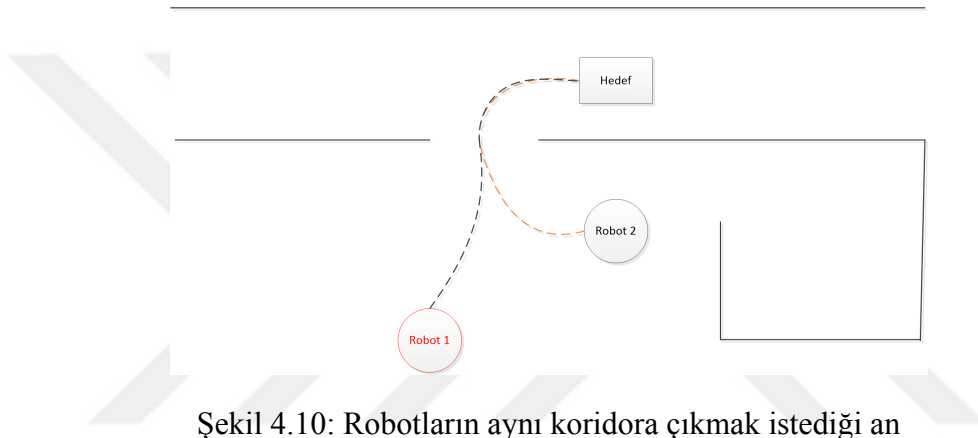 Hedef
Robot 2
Robot 1
Şekil 4.10: Robotların aynı koridora çıkmak istediği an